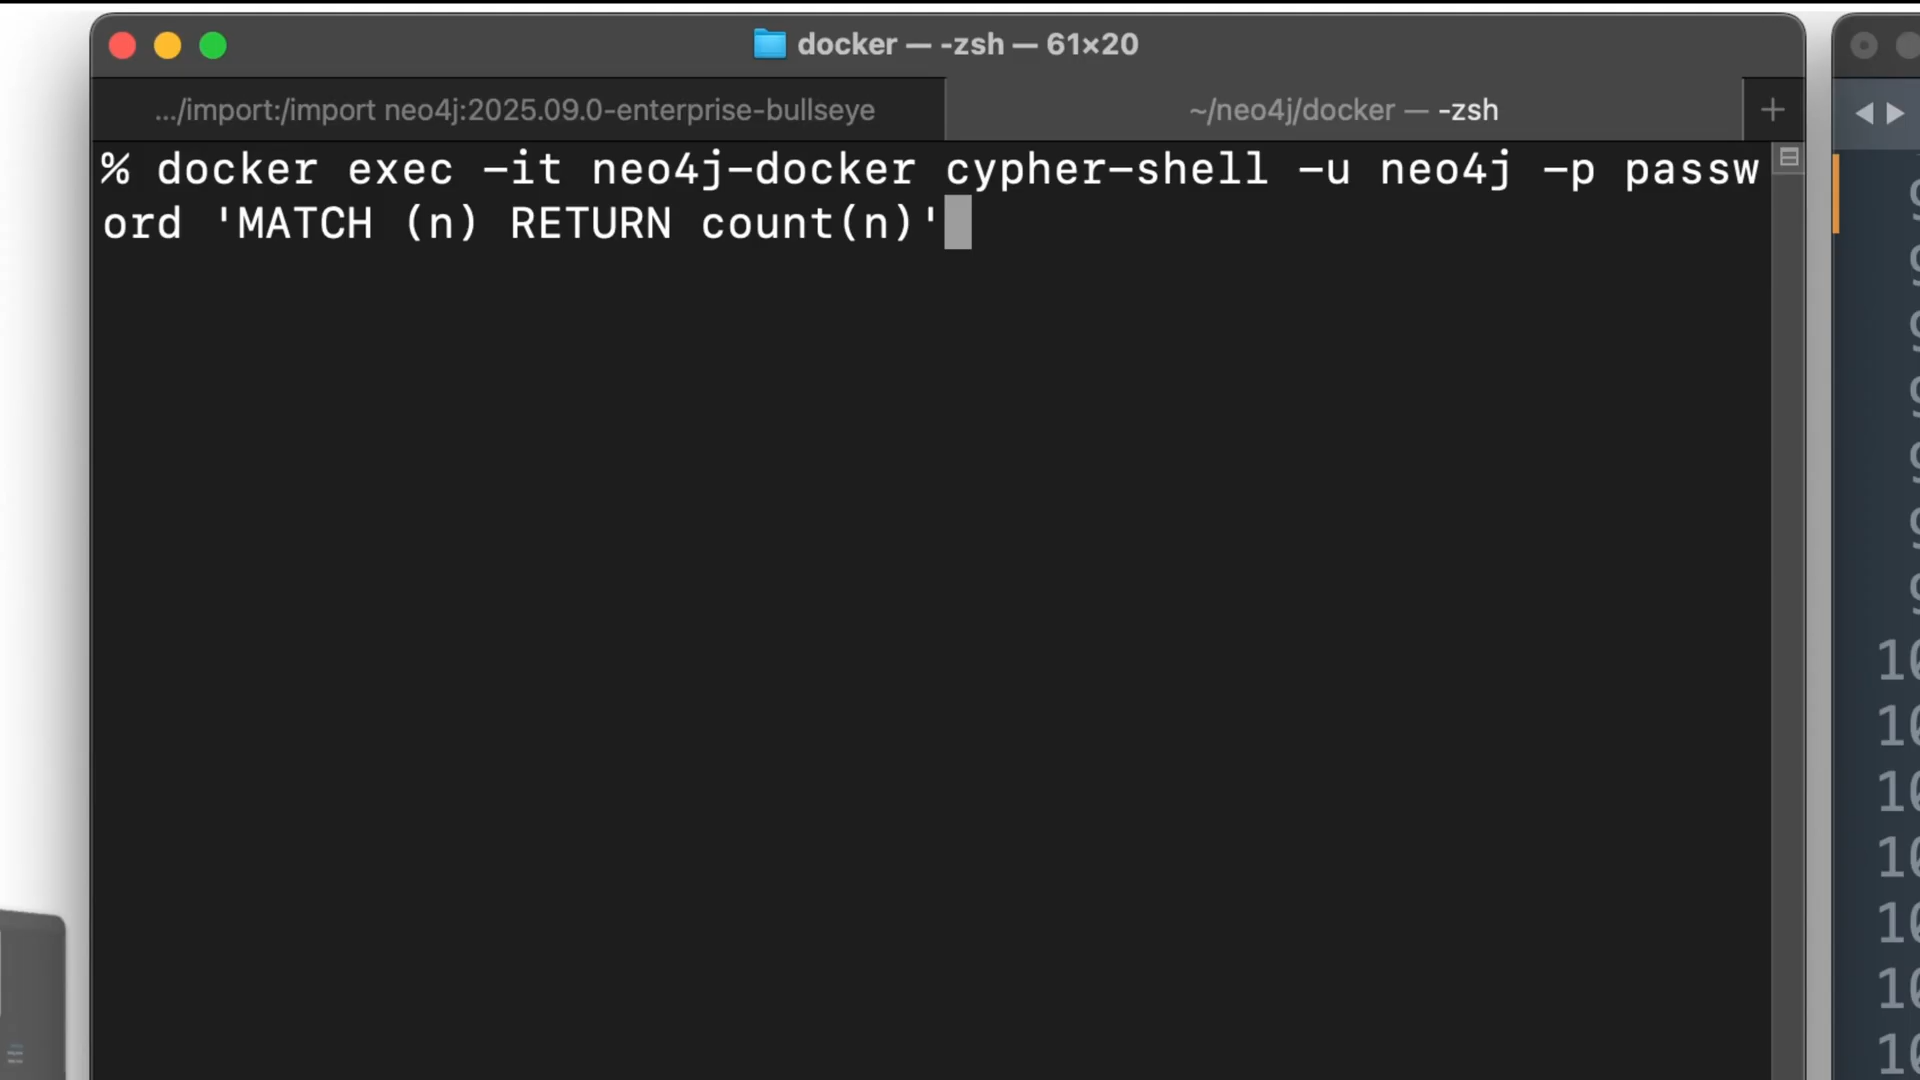 docker — -zsh — 61×20
.../import:/import neo4j:2025.09.0-enterprise-bullseye
~/neo4j/docker — -zsh
% docker exec -it neo4j-docker cypher-shell -u neo4j -p passw
ord 'MATCH (n) RETURN count(n)'